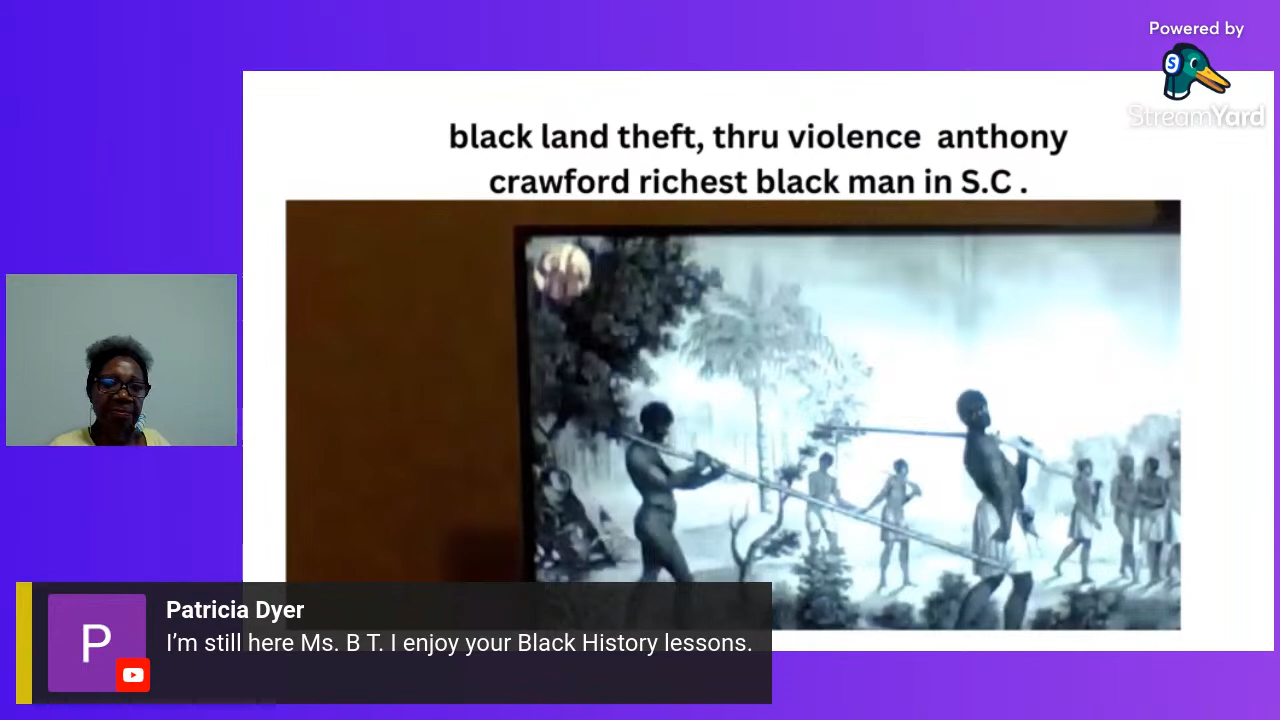 Powered by
StreamYard
black land theft, thru violence anthony
crawford richest black man in S.C .
S
P
Patricia Dyer
I’m still here Ms. B T. I enjoy your Black History lessons.